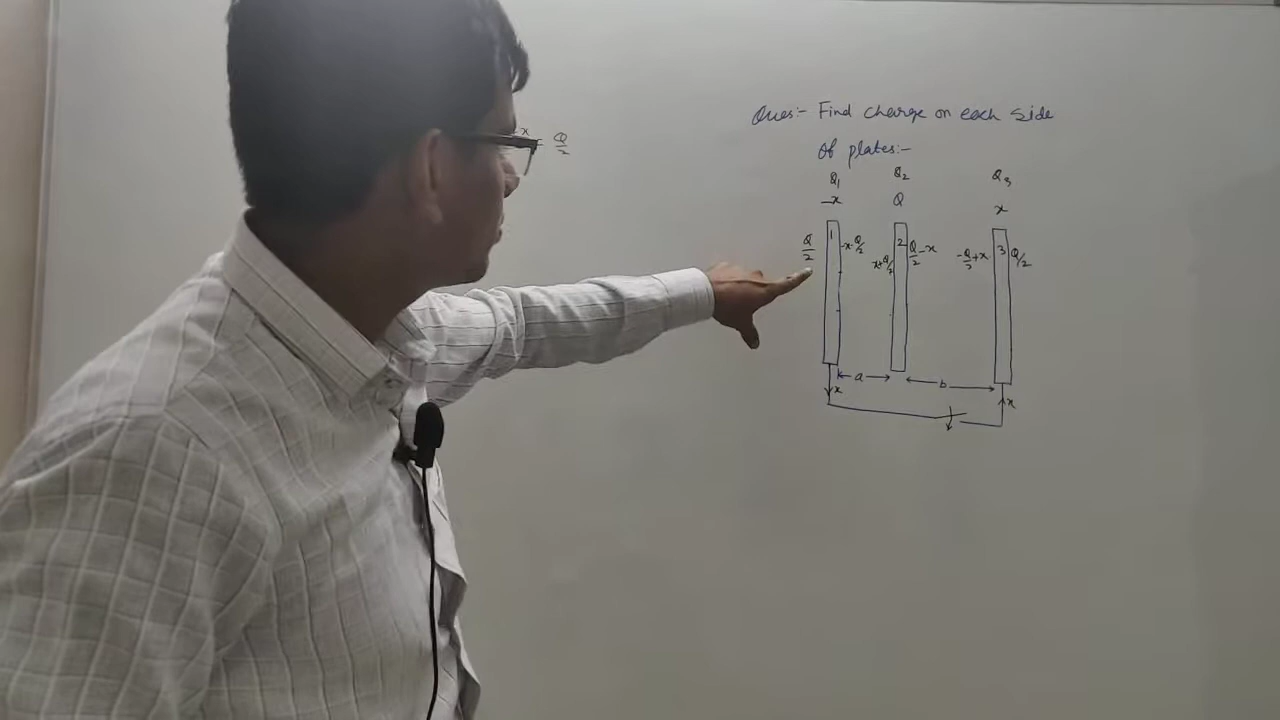 Ques:- Find charge on each side
of plates:-
Q₁ Q₂ Q₃
-x Q x
x Q/2
Q/2 1 -x-Q/2 x+Q/2 2 Q/2-x -Q/2+x 3 Q/2
a b
x x